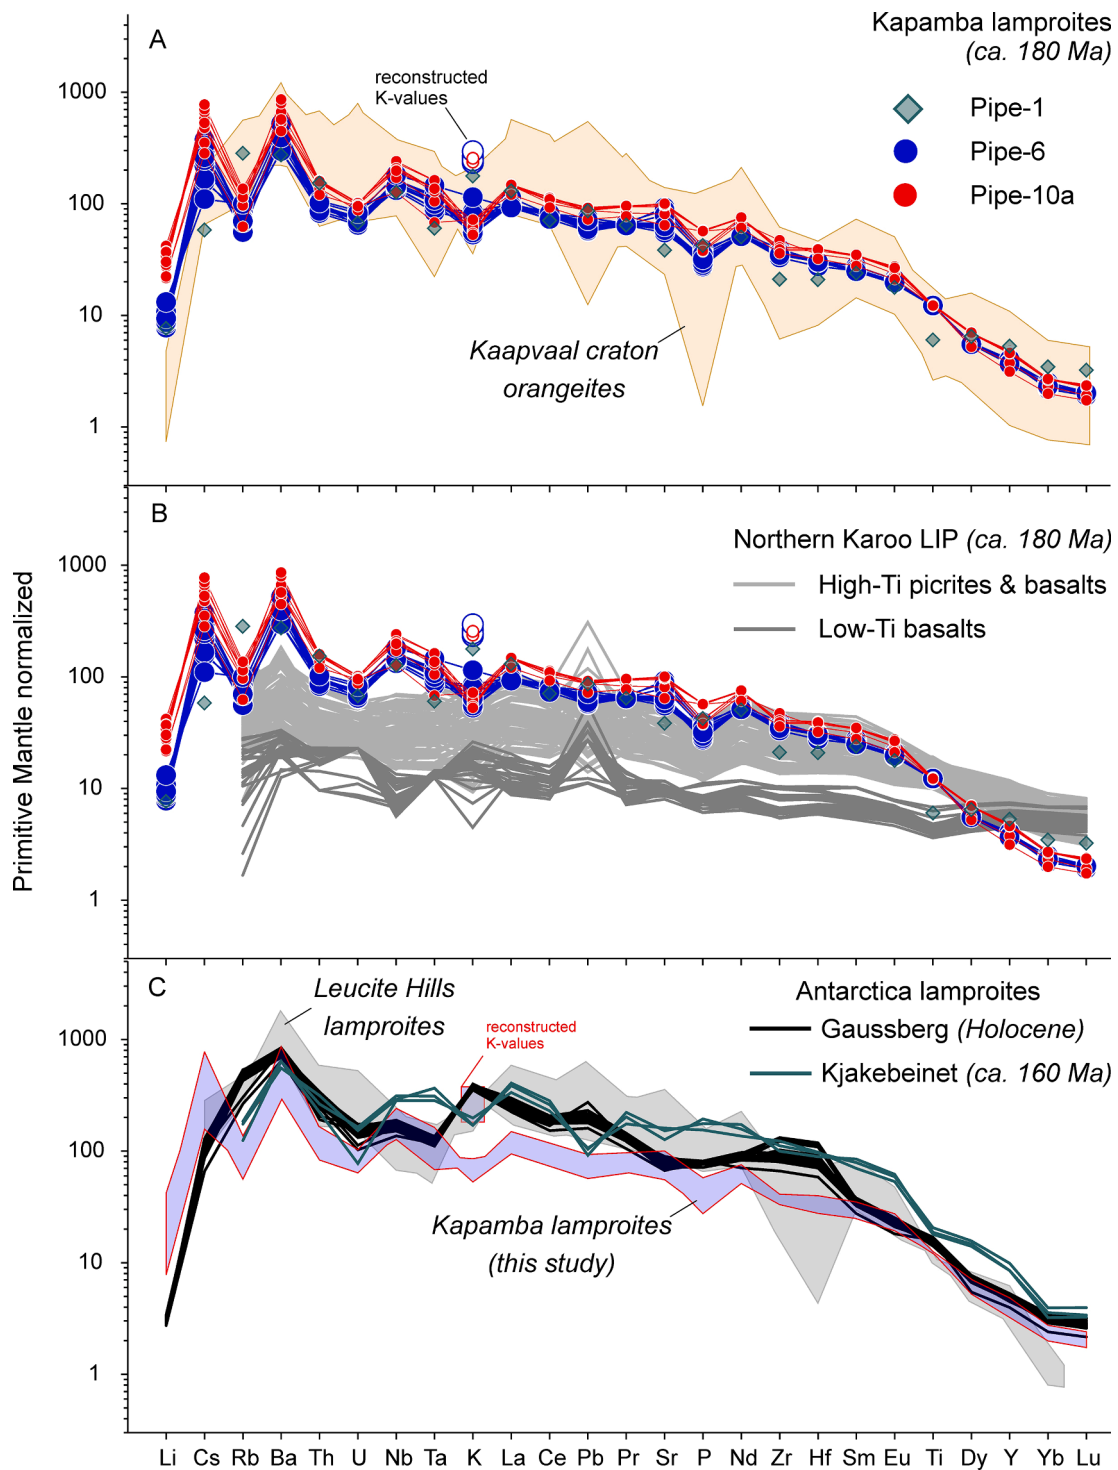 A
Kapamba lamproites
(ca. 180 Ma)
reconstructed
K-values
Pipe-1
Pipe-6
Pipe-10a
1000
100
10
1
Kaapvaal craton
orangeites
B
Northern Karoo LIP (ca. 180 Ma)
High-Ti picrites & basalts
Low-Ti basalts
1000
100
10
1
Primitive Mantle normalized
C
Leucite Hills
lamproites
reconstructed
K-values
Antarctica lamproites
Gaussberg (Holocene)
Kjakebeinet (ca. 160 Ma)
1000
100
10
1
Kapamba lamproites
(this study)
Li Cs Rb Ba Th U Nb Ta K La Ce Pb Pr Sr P Nd Zr Hf Sm Eu Ti Dy Y Yb Lu